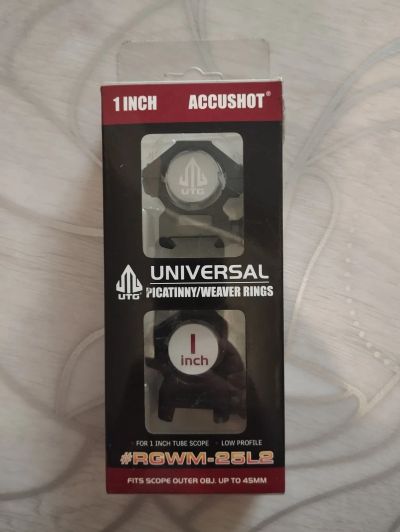 1 INCH ACCUSHOT®
UTG
UTG
UNIVERSAL
PICATINNY/WEAVER RINGS
1
inch
FOR 1 INCH TUBE SCOPE · LOW PROFILE
#RGWM-25L2
FITS SCOPE OUTER OBJ. UP TO 45MM